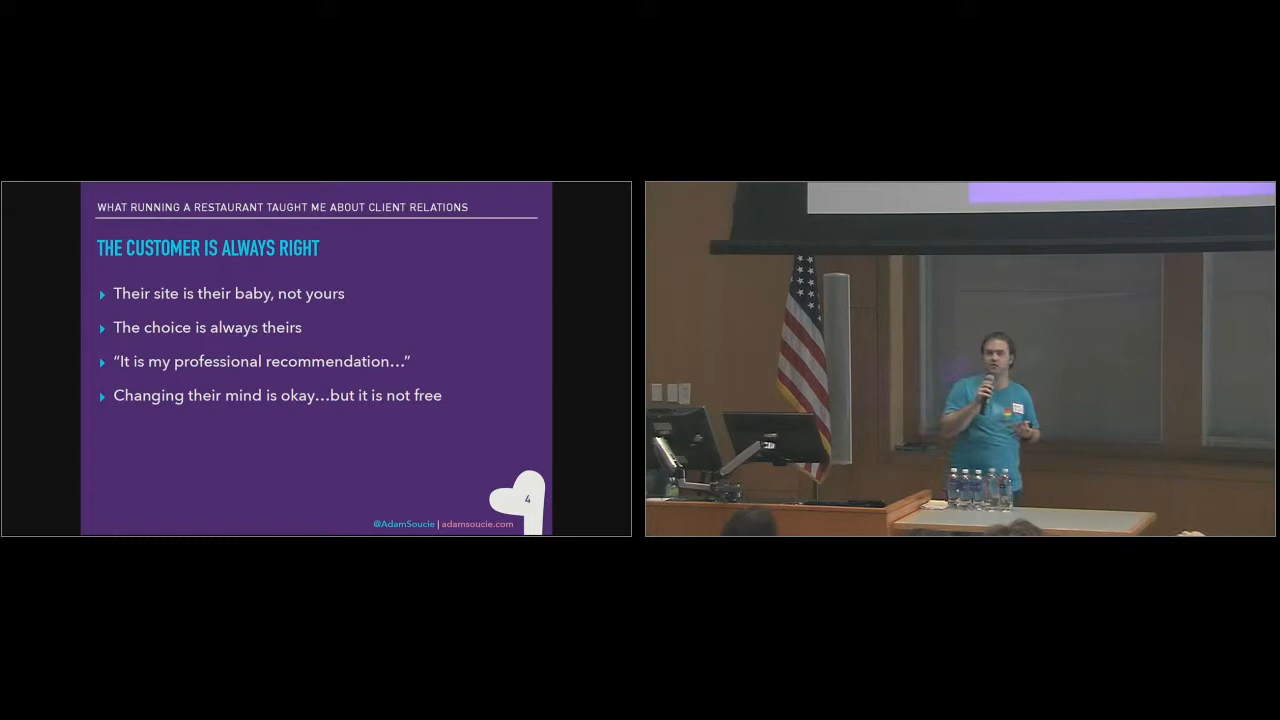 WHAT RUNNING A RESTAURANT TAUGHT ME ABOUT CLIENT RELATIONS
THE CUSTOMER IS ALWAYS RIGHT
Their site is their baby, not yours
The choice is always theirs
“It is my professional recommendation…”
Changing their mind is okay…but it is not free
4
@AdamSoucie | adamsoucie.com